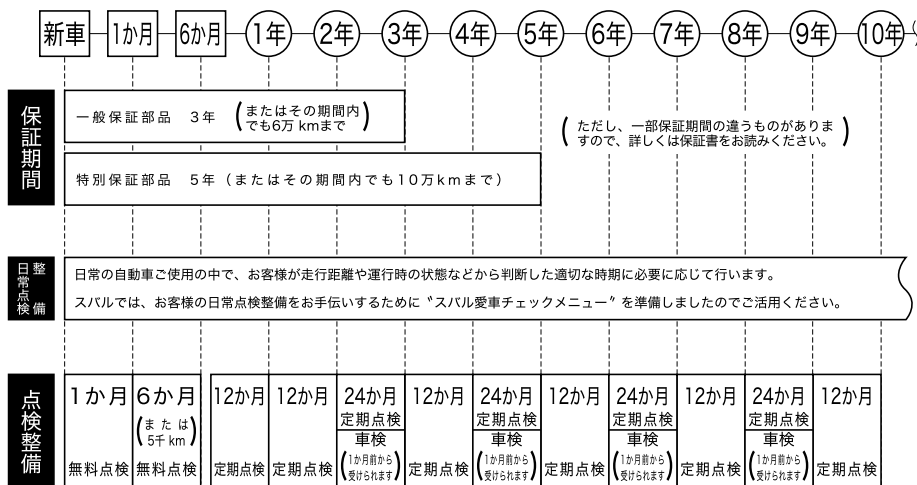 新車 1か月 6か月 1年 2年 3年 4年 5年 6年 7年 8年 9年 10年
保証期間
一般保証部品 3年 (またはその期間内
でも6万 kmまで)
(ただし、一部保証期間の違うものがありま
すので、詳しくは保証書をお読みください。)
特別保証部品 5年(またはその期間内でも10万kmまで)
日常点検
整備
日常の自動車ご使用の中で、お客様が走行距離や運行時の状態などから判断した適切な時期に必要に応じて行います。
スバルでは、お客様の日常点検整備をお手伝いするために〝スバル愛車チェックメニュー〟を準備しましたのでご活用ください。
点検整備
1か月
無料点検
6か月
(または
5千 km)
無料点検
12か月
定期点検
12か月
定期点検
24か月
定期点検
車検
(1か月前から
受けられます)
12か月
定期点検
24か月
定期点検
車検
(1か月前から
受けられます)
12か月
定期点検
24か月
定期点検
車検
(1か月前から
受けられます)
12か月
定期点検
24か月
定期点検
車検
(1か月前から
受けられます)
12か月
定期点検